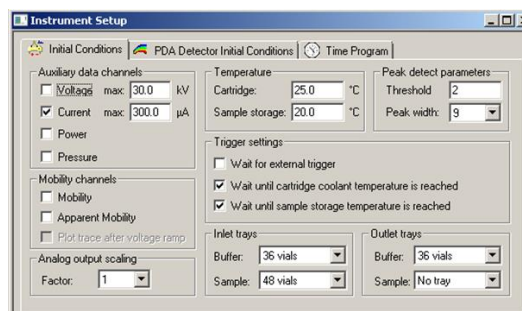 Instrument Setup
Initial Conditions PDA Detector Initial Conditions Time Program
Auxiliary data channels
Voltage max: 30.0 kV
Current max: 300.0 µA
Power
Pressure
Mobility channels
Mobility
Apparent Mobility
Plot trace after voltage ramp
Analog output scaling
Factor: 1
Temperature
Cartridge: 25.0 °C
Sample storage: 20.0 °C
Peak detect parameters
Threshold 2
Peak width: 9
Trigger settings
Wait for external trigger
Wait until cartridge coolant temperature is reached
Wait until sample storage temperature is reached
Inlet trays
Buffer: 36 vials
Sample: 48 vials
Outlet trays
Buffer: 36 vials
Sample: No tray